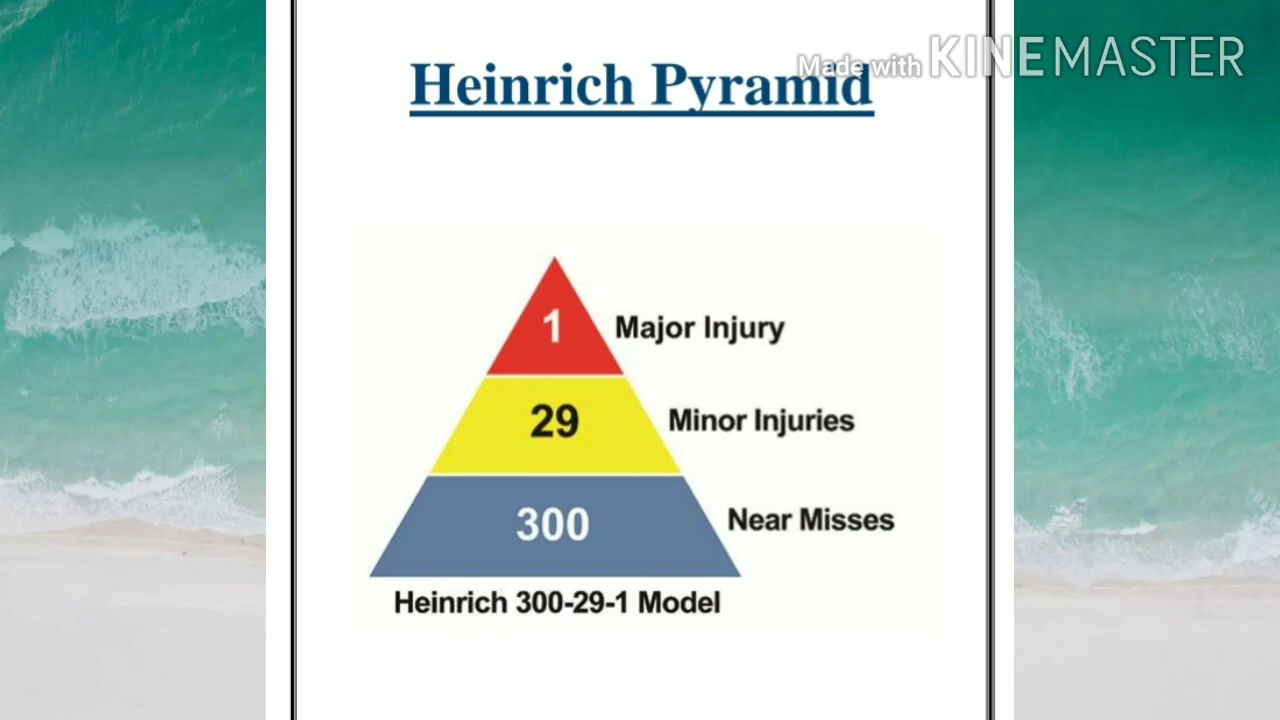 Made with KINEMASTER
Heinrich Pyramid
1 Major Injury
29 Minor Injuries
300 Near Misses
Heinrich 300-29-1 Model